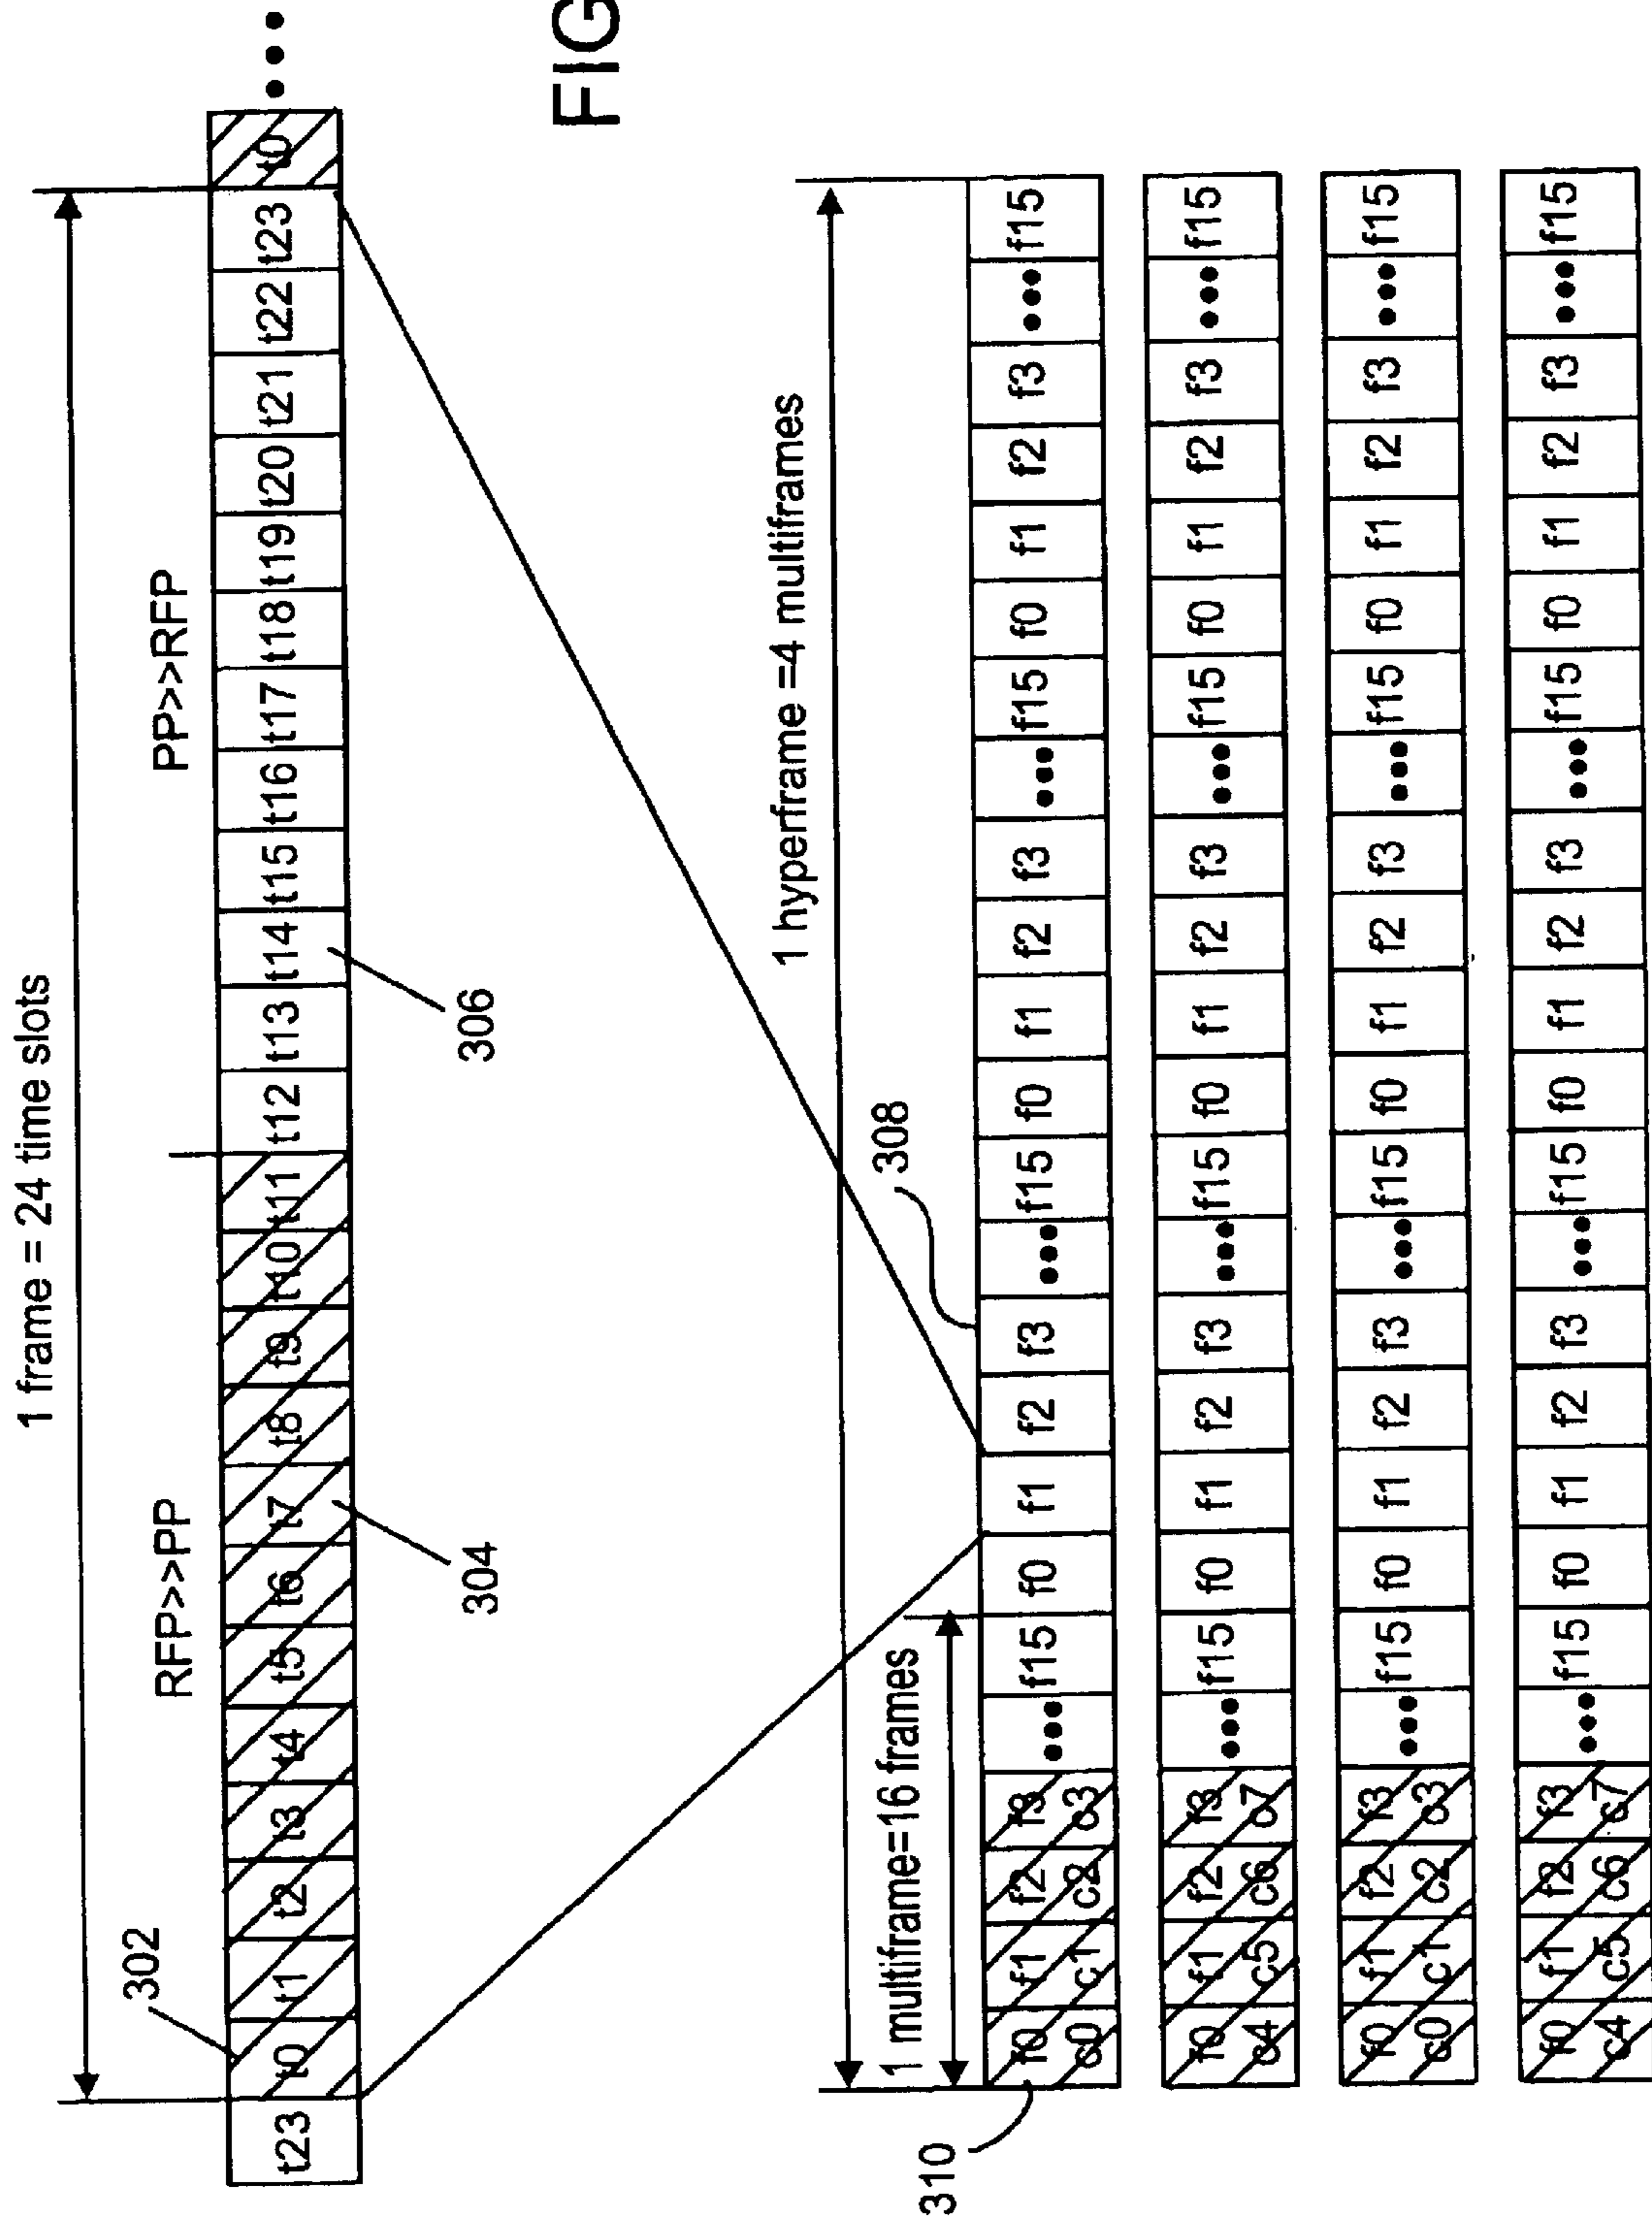 1 frame = 24 time slots
RFP>>PP PP>>RFP
302
t23 t0 t1 t2 t3 t4 t5 t6 t7 t8 t9 t10 t11 t12 t13 t14 t15 t16 t17 t18 t19 t20 t21 t22 t23 t0 •••
304 306
FIG
1 hyperframe =4 multiframes
308
1 multiframe=16 frames
310
f0 f1 f2 f3 ••• f15 f0 f1 f2 f3 ••• f15 f0 f1 f2 f3 ••• f15 f0 f1 f2 f3 ••• f15
c0 c1 c2 c3
f0 f1 f2 f3 ••• f15 f0 f1 f2 f3 ••• f15 f0 f1 f2 f3 ••• f15 f0 f1 f2 f3 ••• f15
c4 c5 c6 c7
f0 f1 f2 f3 ••• f15 f0 f1 f2 f3 ••• f15 f0 f1 f2 f3 ••• f15 f0 f1 f2 f3 ••• f15
c0 c1 c2 c3
f0 f1 f2 f3 ••• f15 f0 f1 f2 f3 ••• f15 f0 f1 f2 f3 ••• f15 f0 f1 f2 f3 ••• f15
c4 c5 c6 c7